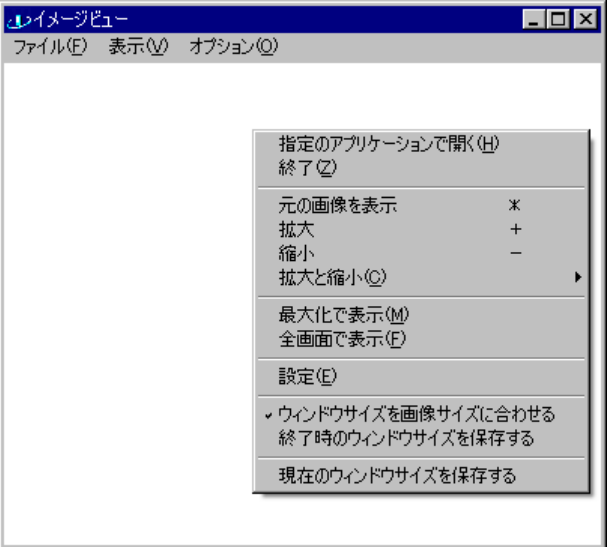 イメージビュー
ファイル(F) 表示(V) オプション(O)
指定のアプリケーションで開く(H)
終了(Z)
元の画像を表示 *
拡大 +
縮小 -
拡大と縮小(C)
最大化で表示(M)
全画面で表示(F)
設定(E)
ウィンドウサイズを画像サイズに合わせる
終了時のウィンドウサイズを保存する
現在のウィンドウサイズを保存する